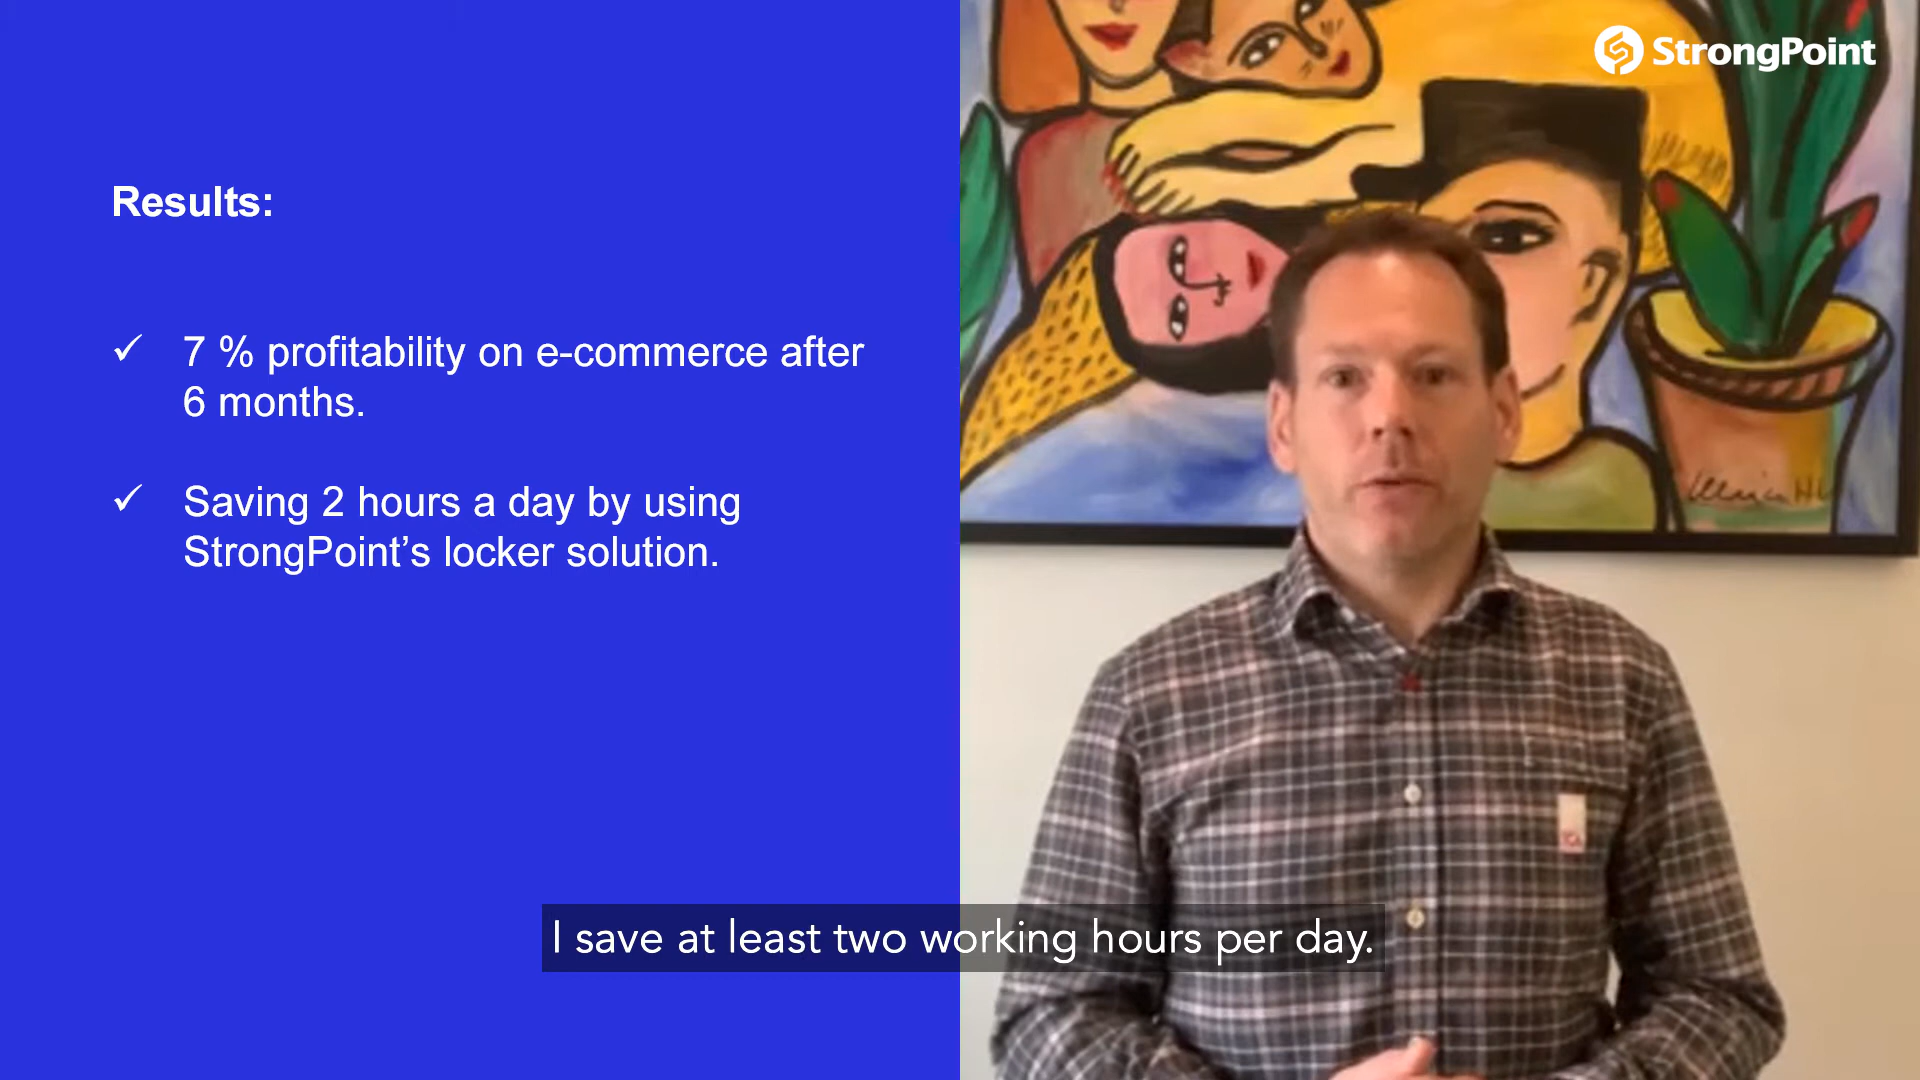 StrongPoint
Results:
✓ 7 % profitability on e-commerce after
6 months.
✓ Saving 2 hours a day by using
StrongPoint’s locker solution.
I save at least two working hours per day.